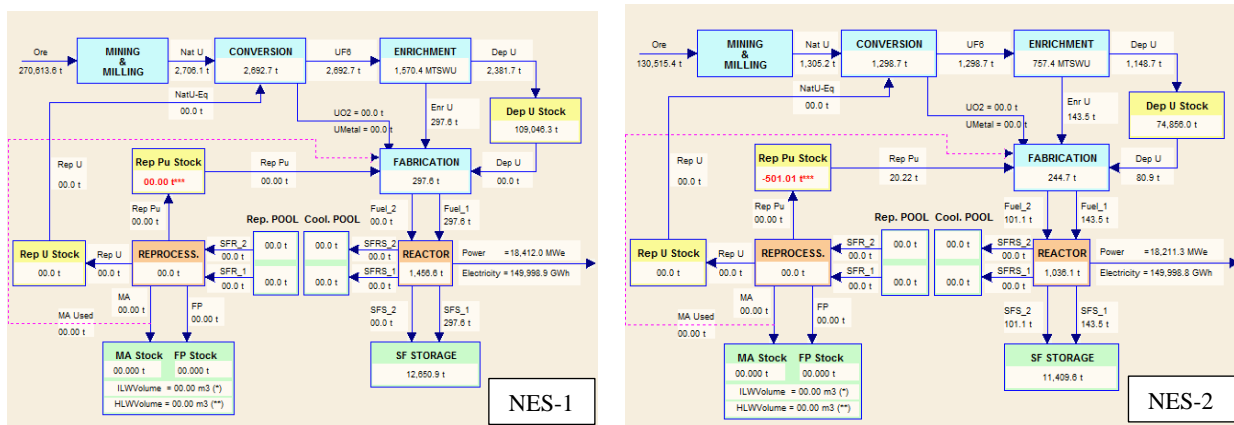 Ore
270,613.6 t
MINING
&
MILLING
Nat U
2,706.1 t
CONVERSION
2,692.7 t
UF6
2,692.7 t
ENRICHMENT
1,570.4 MTSWU
Dep U
2,381.7 t
NatU-Eq
00.0 t
UO2 = 00.0 t
UMetal = 00.0 t
Enr U
297.6 t
Dep U Stock
109,046.3 t
Rep U
00.0 t
Rep Pu Stock
00.00 t***
Rep Pu
00.00 t
FABRICATION
297.6 t
Dep U
00.0 t
Rep Pu
00.00 t
Fuel_2
00.0 t
Fuel_1
297.6 t
Rep. POOL
Cool. POOL
00.0 t
00.0 t
00.0 t
00.0 t
Rep U Stock
00.0 t
Rep U
00.0 t
REPROCESS.
00.0 t
SFR_2
00.0 t
SFR_1
00.0 t
SFRS_2
00.0 t
SFRS_1
00.0 t
REACTOR
1,456.6 t
Power =18,412.0 MWe
Electricity = 149,998.9 GWh
MA
00.00 t
FP
00.00 t
MA Used
00.00 t
SFS_2
00.0 t
SFS_1
297.6 t
MA Stock
00.000 t
FP Stock
00.000 t
ILWVolume = 00.00 m3 (*)
HLWVolume = 00.00 m3 (**)
SF STORAGE
12,650.9 t
NES-1
Ore
130,515.4 t
MINING
&
MILLING
Nat U
1,305.2 t
CONVERSION
1,298.7 t
UF6
1,298.7 t
ENRICHMENT
757.4 MTSWU
Dep U
1,148.7 t
NatU-Eq
00.0 t
UO2 = 00.0 t
UMetal = 00.0 t
Enr U
143.5 t
Dep U Stock
74,856.0 t
Rep U
00.0 t
Rep Pu Stock
-501.01 t***
Rep Pu
20.22 t
FABRICATION
244.7 t
Dep U
80.9 t
Rep Pu
00.00 t
Fuel_2
101.1 t
Fuel_1
143.5 t
Rep. POOL
Cool. POOL
00.0 t
00.0 t
00.0 t
00.0 t
Rep U Stock
00.0 t
Rep U
00.0 t
REPROCESS.
00.0 t
SFR_2
00.0 t
SFR_1
00.0 t
SFRS_2
00.0 t
SFRS_1
00.0 t
REACTOR
1,036.1 t
Power =18,211.3 MWe
Electricity = 149,998.8 GWh
MA
00.00 t
FP
00.00 t
MA Used
00.00 t
SFS_2
101.1 t
SFS_1
143.5 t
MA Stock
00.000 t
FP Stock
00.000 t
ILWVolume = 00.00 m3 (*)
HLWVolume = 00.00 m3 (**)
SF STORAGE
11,409.6 t
NES-2